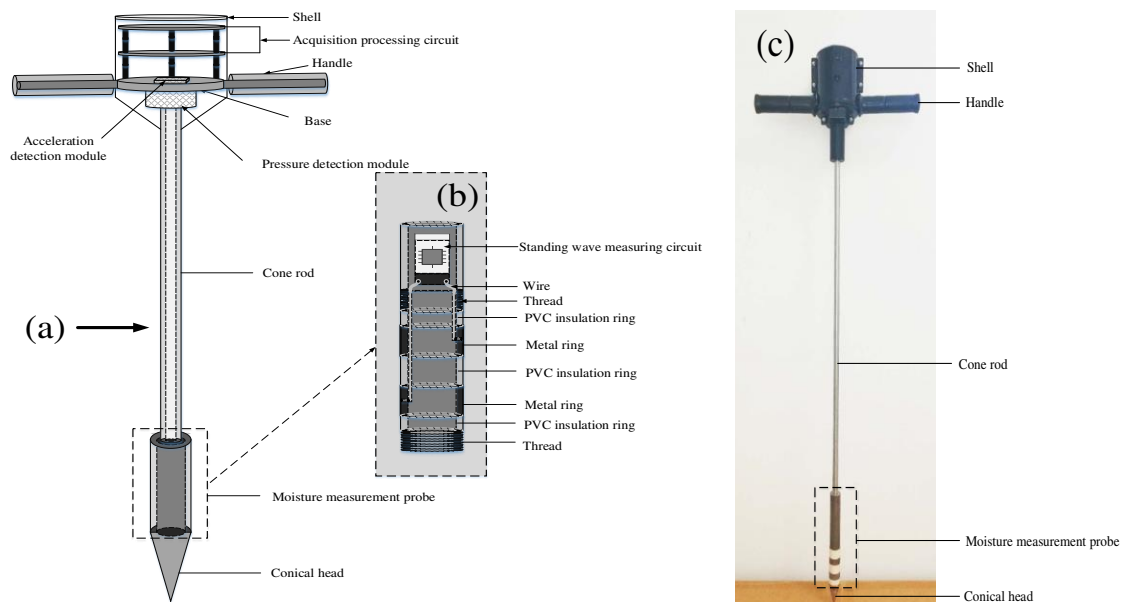 Shell
Acquisition processing circuit
Handle
Base
Acceleration
detection module
Pressure detection module
Cone rod
(a)
Moisture measurement probe
Conical head
(b)
Standing wave measuring circuit
Wire
Thread
PVC insulation ring
Metal ring
PVC insulation ring
Metal ring
PVC insulation ring
Thread
(c)
Shell
Handle
Cone rod
Moisture measurement probe
Conical head